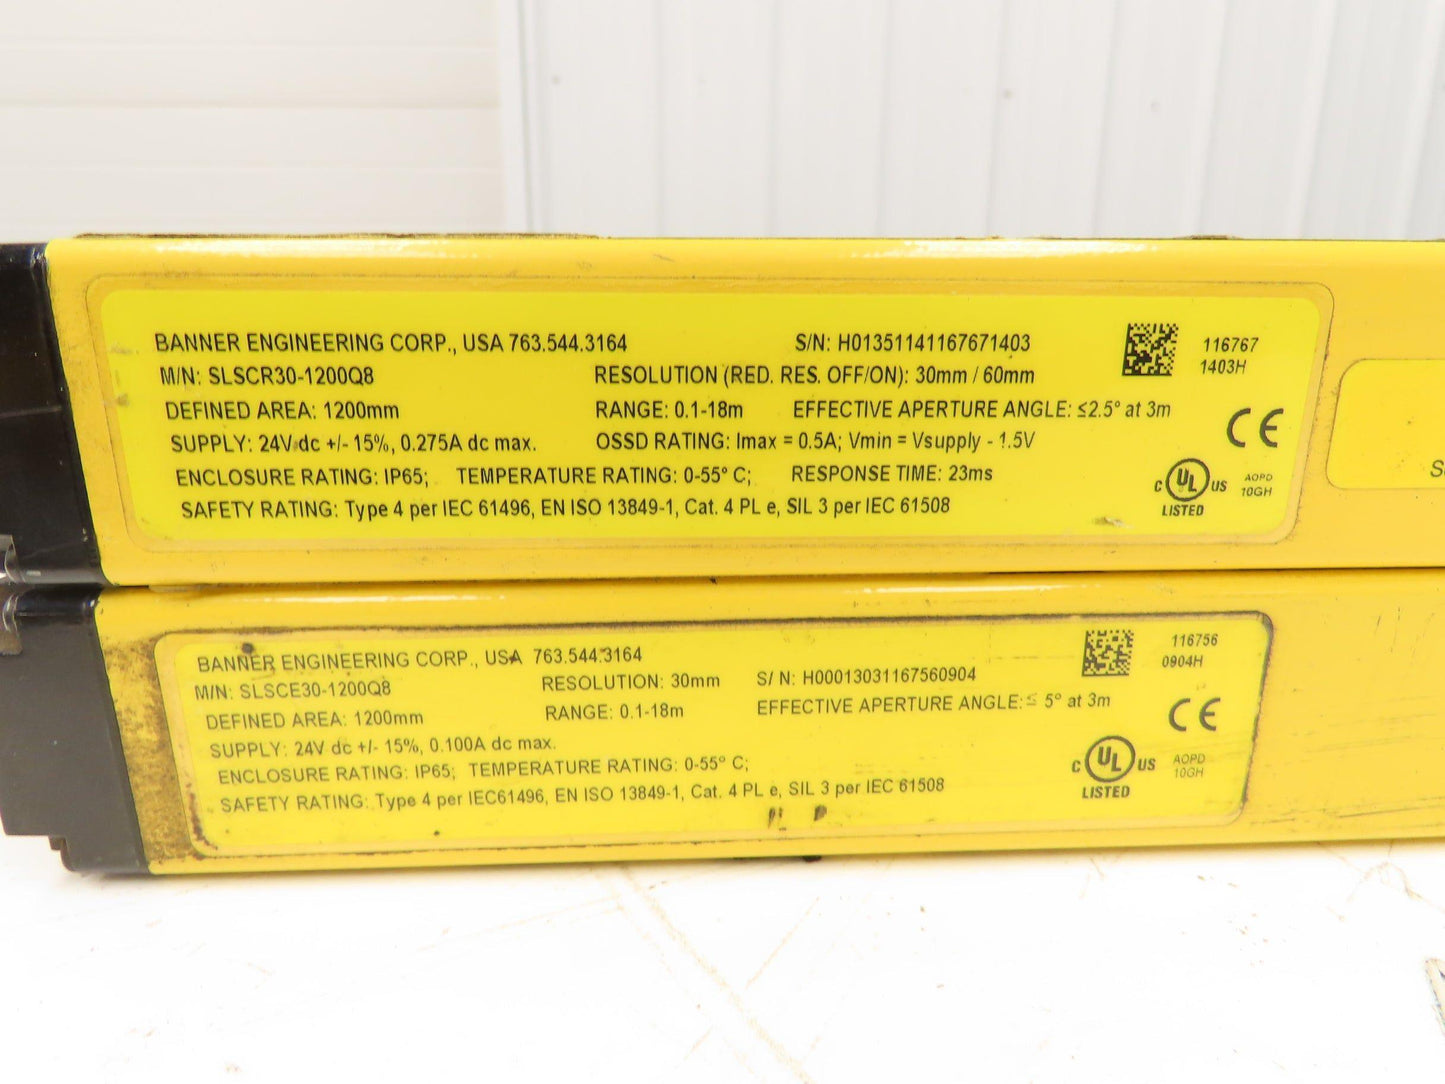 BANNER ENGINEERING CORP., USA 763.544.3164 S/N: H01351141167671403
M/N: SLSCR30-1200Q8 RESOLUTION (RED. RES. OFF/ON): 30mm / 60mm
DEFINED AREA: 1200mm RANGE: 0.1-18m EFFECTIVE APERTURE ANGLE: ≤2.5° at 3m
SUPPLY: 24V dc +/- 15%, 0.275A dc max. OSSD RATING: Imax = 0.5A; Vmin = Vsupply - 1.5V
ENCLOSURE RATING: IP65; TEMPERATURE RATING: 0-55° C; RESPONSE TIME: 23ms
SAFETY RATING: Type 4 per IEC 61496, EN ISO 13849-1, Cat. 4 PL e, SIL 3 per IEC 61508
116767
1403H
CE
C UL US
LISTED
AOPD
10GH
BANNER ENGINEERING CORP., USA 763.544.3164
M/N: SLSCE30-1200Q8 RESOLUTION: 30mm S/N: H00013031167560904
DEFINED AREA: 1200mm RANGE: 0.1-18m EFFECTIVE APERTURE ANGLE: ≤ 5° at 3m
SUPPLY: 24V dc +/- 15%, 0.100A dc max.
ENCLOSURE RATING: IP65; TEMPERATURE RATING: 0-55° C;
SAFETY RATING: Type 4 per IEC61496, EN ISO 13849-1, Cat. 4 PL e, SIL 3 per IEC 61508
116756
0904H
CE
C UL US
LISTED
AOPD
10GH